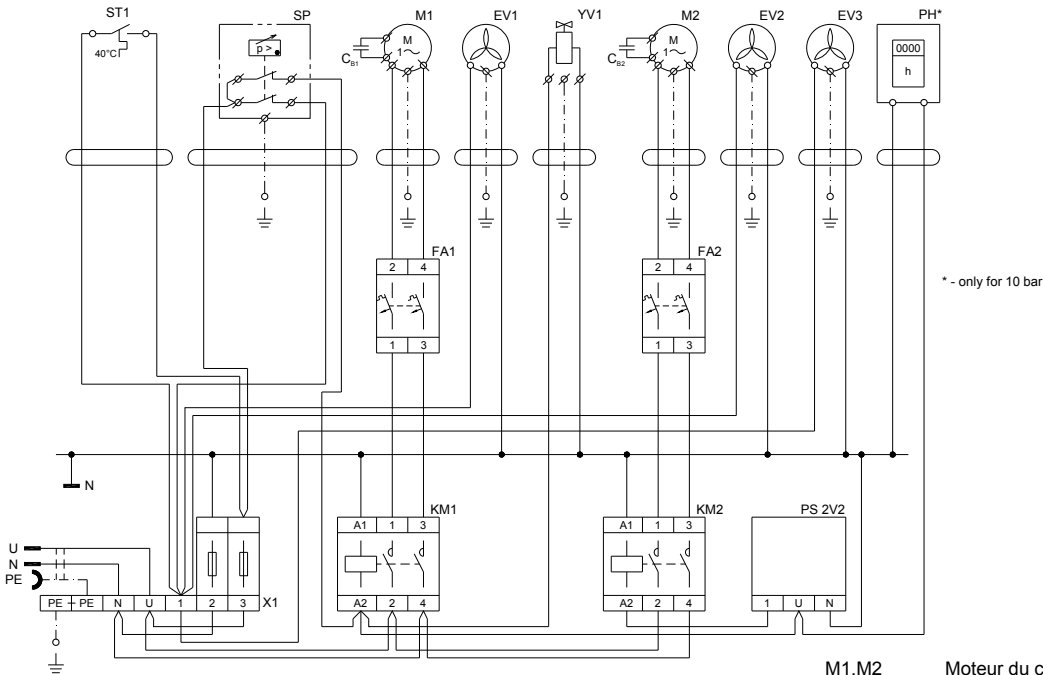 ST1 SP M1 EV1 YV1 M2 EV2 EV3 PH*
40°C p > M 1~ M 1~ 0000
CB1 CB2 h
FA1 FA2
2 4 2 4
* - only for 10 bar
1 3 1 3
N
KM1 KM2 PS 2V2
A1 1 3 A1 1 3
U
N
PE
PE PE N U 1 2 3 X1 A2 2 4 A2 2 4 1 U N
M1,M2 Moteur du c